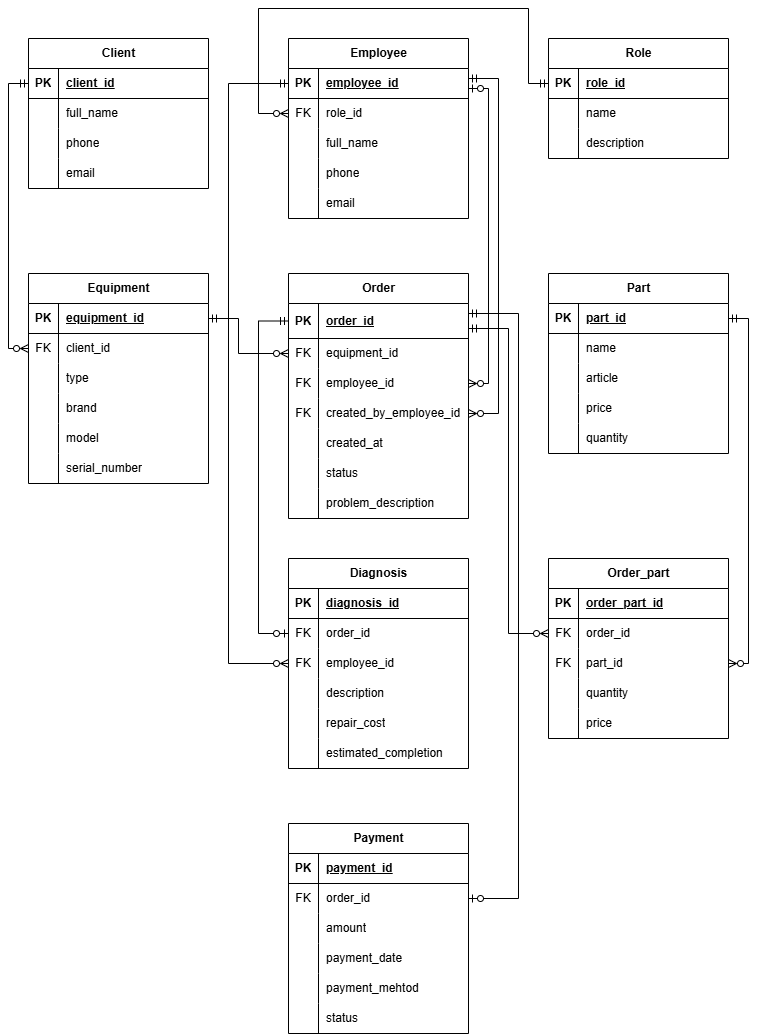 Client
PK client_id
full_name
phone
email
Employee
PK employee_id
FK role_id
full_name
phone
email
Role
PK role_id
name
description
Equipment
PK equipment_id
FK client_id
type
brand
model
serial_number
Order
PK order_id
FK equipment_id
FK employee_id
FK created_by_employee_id
created_at
status
problem_description
Part
PK part_id
name
article
price
quantity
Diagnosis
PK diagnosis_id
FK order_id
FK employee_id
description
repair_cost
estimated_completion
Order_part
PK order_part_id
FK order_id
FK part_id
quantity
price
Payment
PK payment_id
FK order_id
amount
payment_date
payment_mehtod
status